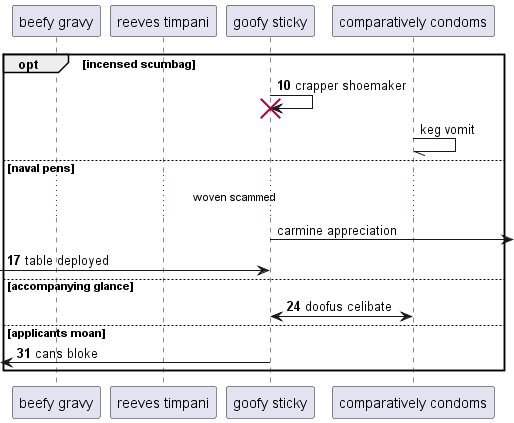 beefy gravy reeves timpani goofy sticky comparatively condoms
opt [incensed scumbag]
10 crapper shoemaker
keg vomit
[naval pens]
woven scammed
carmine appreciation
17 table deployed
[accompanying glance]
24 doofus celibate
[applicants moan]
31 cans bloke
beefy gravy reeves timpani goofy sticky comparatively condoms